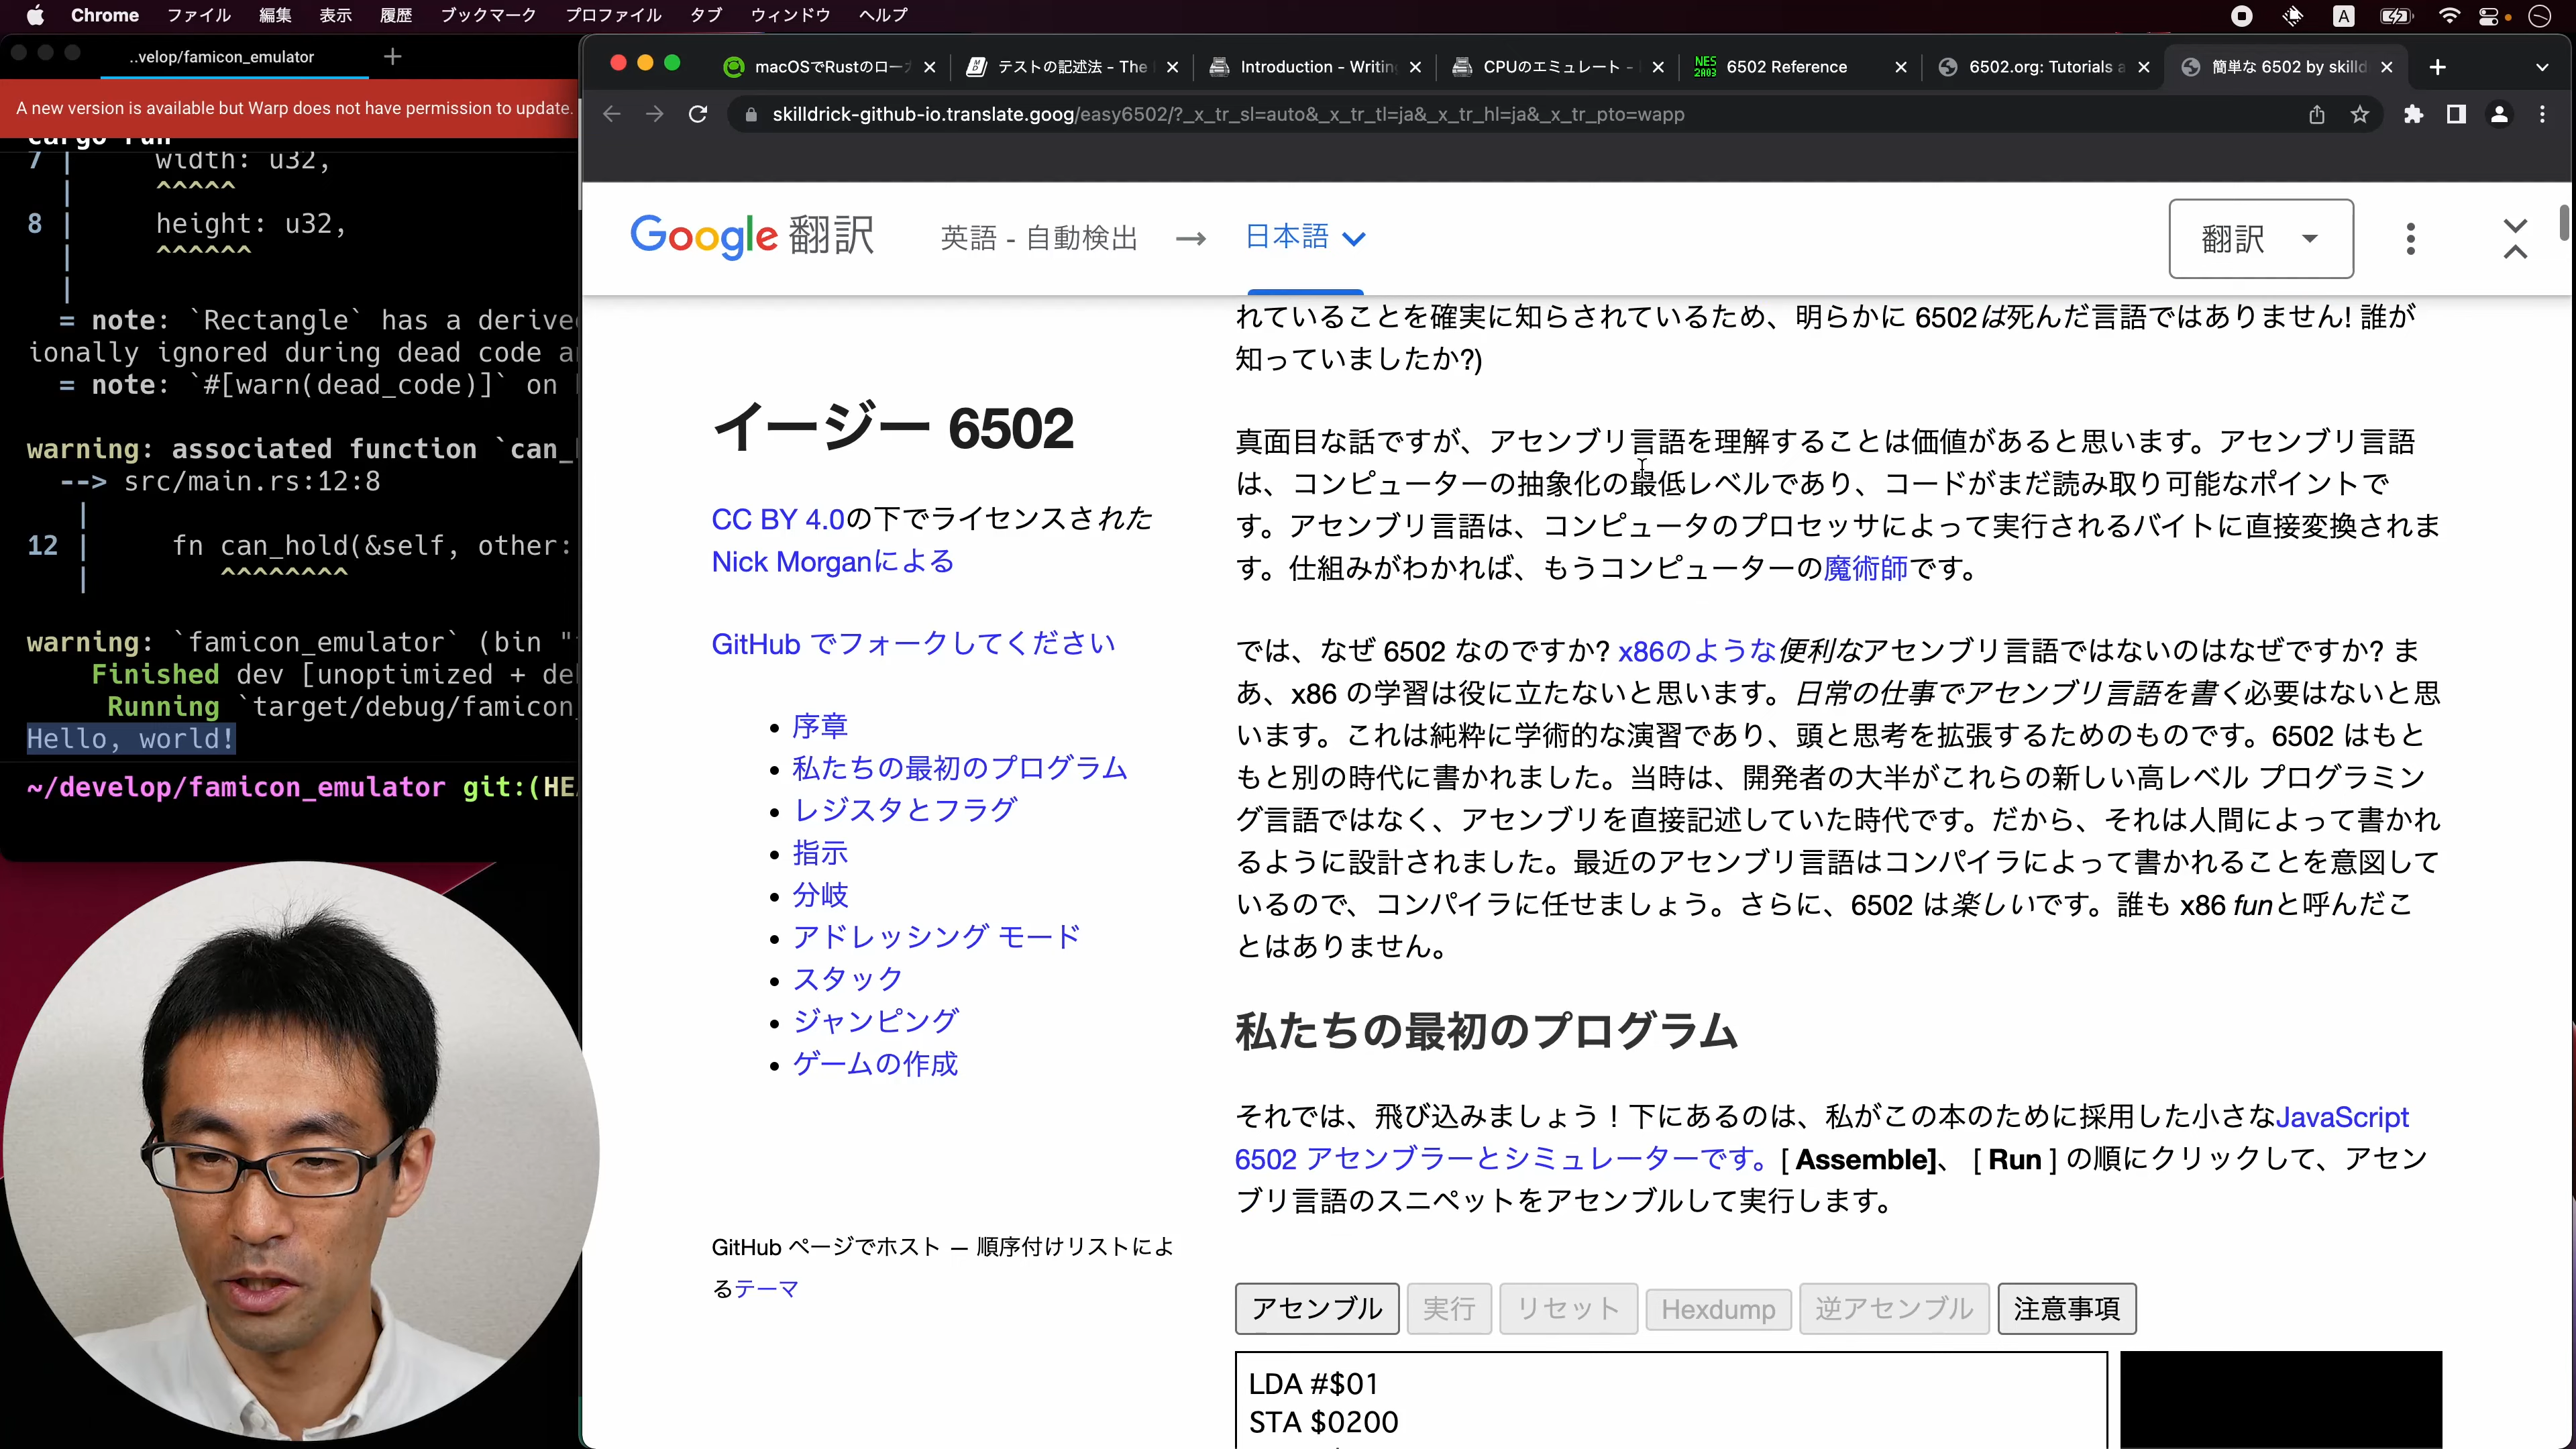 Chrome ファイル 編集 表示 履歴 ブックマーク プロファイル タブ ウィンドウ ヘルプ
A
..velop/famicon_emulator
A new version is available but Warp does not have permission to update.
cargo run
7 | width: u32,
| ^^^^^
8 | height: u32,
| ^^^^^^
|
= note: `Rectangle` has a derive
ionally ignored during dead code a
= note: `#[warn(dead_code)]` on
warning: associated function `can_
--> src/main.rs:12:8
|
12 | fn can_hold(&self, other:
| ^^^^^^^^
warning: `famicon_emulator` (bin "
Finished dev [unoptimized + de
Running `target/debug/famicon_
Hello, world!
~/develop/famicon_emulator git:(HE
macOSでRustのロー
テストの記述法 - The
Introduction - Writin
CPUのエミュレート -
NES 2A03 6502 Reference
6502.org: Tutorials a
簡単な 6502 by skilld
skilldrick-github-io.translate.goog/easy6502/?_x_tr_sl=auto&_x_tr_tl=ja&_x_tr_hl=ja&_x_tr_pto=wapp
Google 翻訳 英語 - 自動検出 → 日本語 翻訳
イージー 6502
CC BY 4.0の下でライセンスされた
Nick Morganによる
GitHub でフォークしてください
• 序章
• 私たちの最初のプログラム
• レジスタとフラグ
• 指示
• 分岐
• アドレッシング モード
• スタック
• ジャンピング
• ゲームの作成
GitHub ページでホスト — 順序付けリストによ
るテーマ
れていることを確実に知らされているため、明らかに 6502は死んだ言語ではありません! 誰が
知っていましたか?)
真面目な話ですが、アセンブリ言語を理解することは価値があると思います。アセンブリ言語
は、コンピューターの抽象化の最低レベルであり、コードがまだ読み取り可能なポイントで
す。アセンブリ言語は、コンピュータのプロセッサによって実行されるバイトに直接変換されま
す。仕組みがわかれば、もうコンピューターの魔術師です。
では、なぜ 6502 なのですか? x86のような便利なアセンブリ言語ではないのはなぜですか? ま
あ、x86 の学習は役に立たないと思います。日常の仕事でアセンブリ言語を書く必要はないと思
います。これは純粋に学術的な演習であり、頭と思考を拡張するためのものです。6502 はもと
もと別の時代に書かれました。当時は、開発者の大半がこれらの新しい高レベル プログラミン
グ言語ではなく、アセンブリを直接記述していた時代です。だから、それは人間によって書かれ
るように設計されました。最近のアセンブリ言語はコンパイラによって書かれることを意図して
いるので、コンパイラに任せましょう。さらに、6502 は楽しいです。誰も x86 funと呼んだこ
とはありません。
私たちの最初のプログラム
それでは、飛び込みましょう！下にあるのは、私がこの本のために採用した小さなJavaScript
6502 アセンブラーとシミュレーターです。[ Assemble]、 [ Run ] の順にクリックして、アセン
ブリ言語のスニペットをアセンブルして実行します。
アセンブル 実行 リセット Hexdump 逆アセンブル 注意事項
LDA #$01
STA $0200